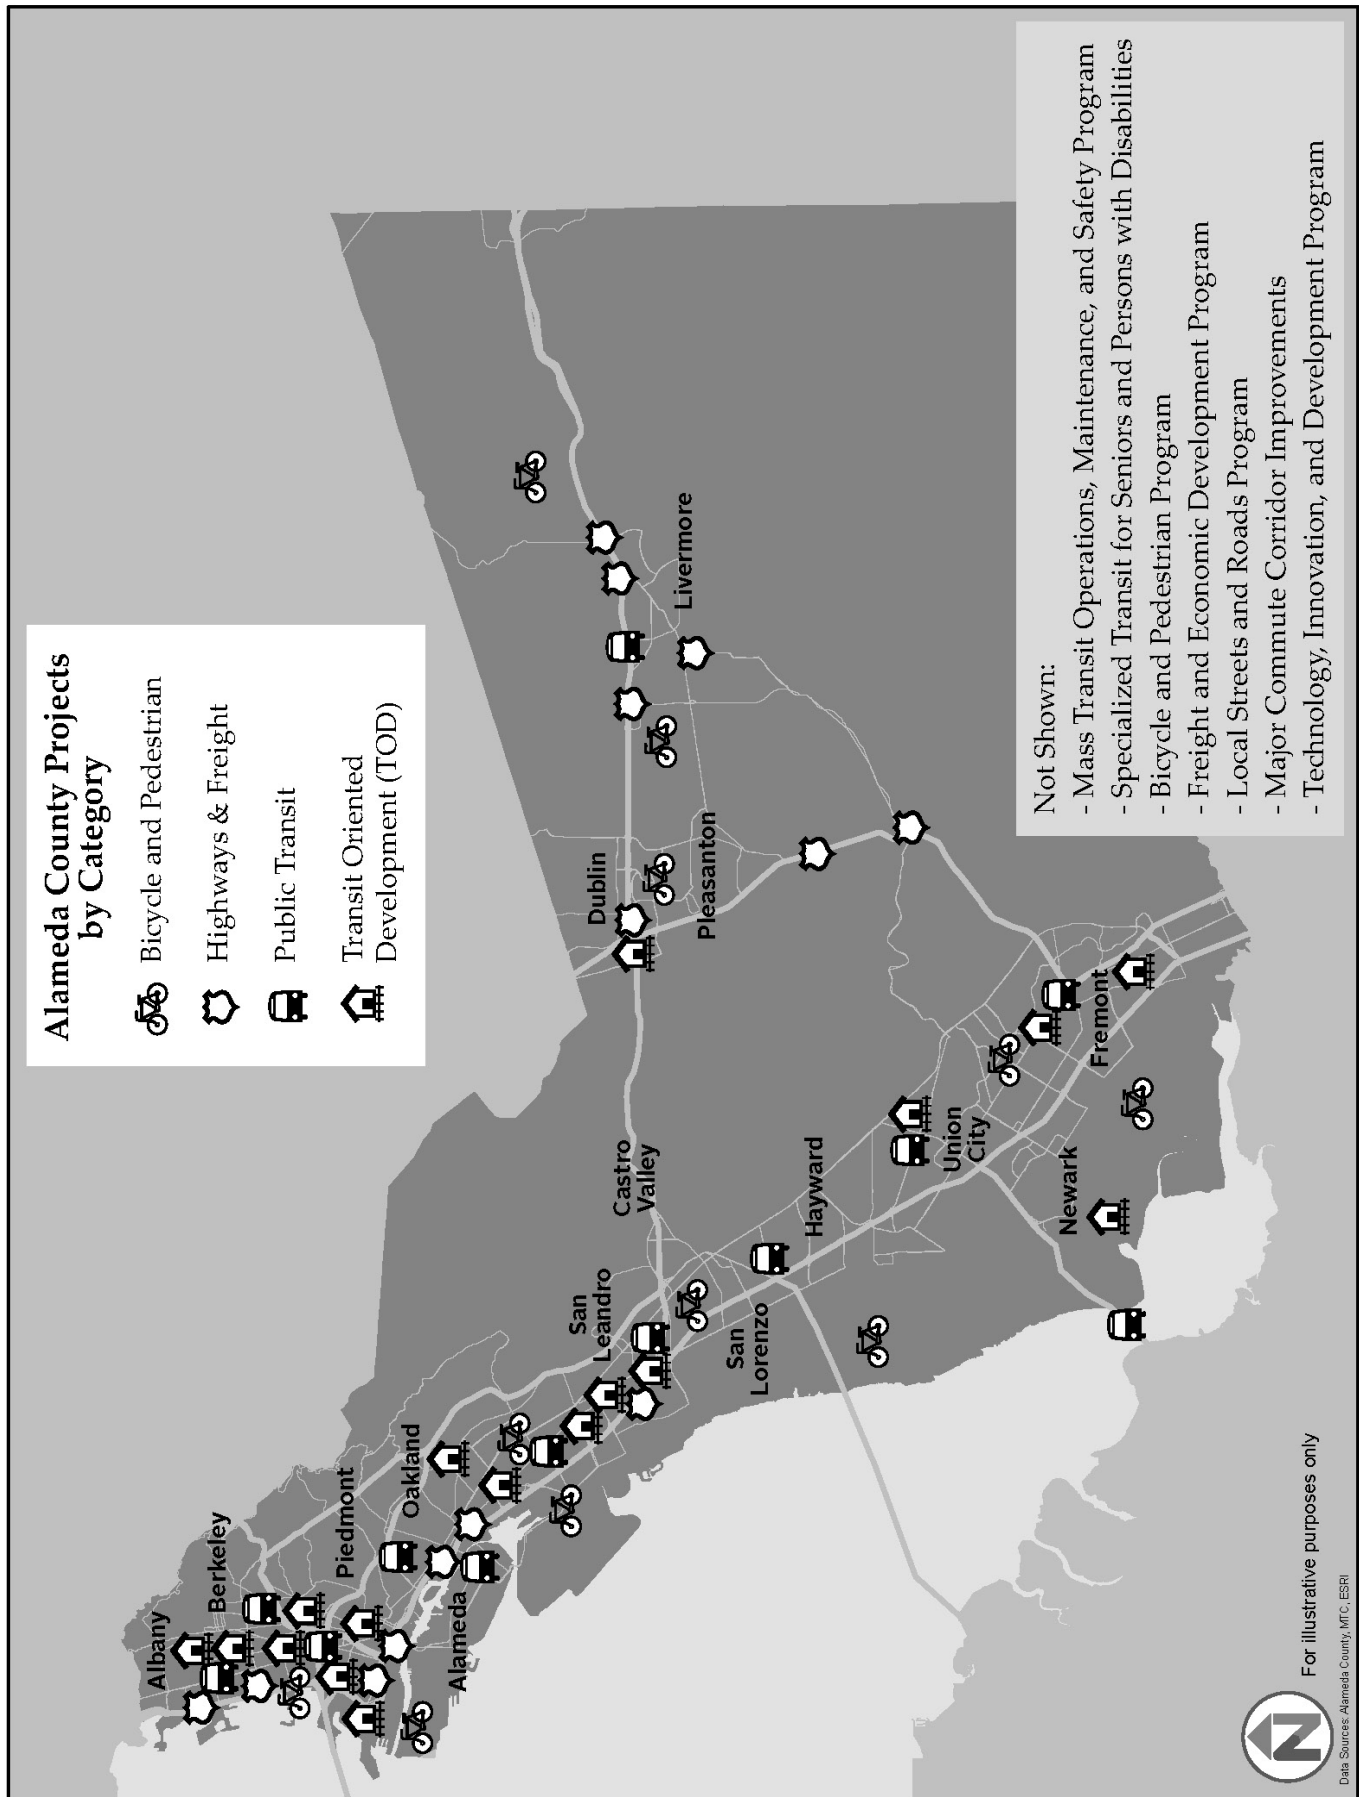 Alameda County Projects
by Category
Bicycle and Pedestrian
Highways & Freight
Public Transit
Transit Oriented
Development (TOD)
Albany
Berkeley
Piedmont
Oakland
Alameda
San
Leandro
San
Lorenzo
Castro
Valley
Hayward
Union
City
Newark
Fremont
Dublin
Pleasanton
Livermore
Not Shown:
- Mass Transit Operations, Maintenance, and Safety Program
- Specialized Transit for Seniors and Persons with Disabilities
- Bicycle and Pedestrian Program
- Freight and Economic Development Program
- Local Streets and Roads Program
- Major Commute Corridor Improvements
- Technology, Innovation, and Development Program
N
For illustrative purposes only
Data Sources: Alameda County, MTC, ESRI